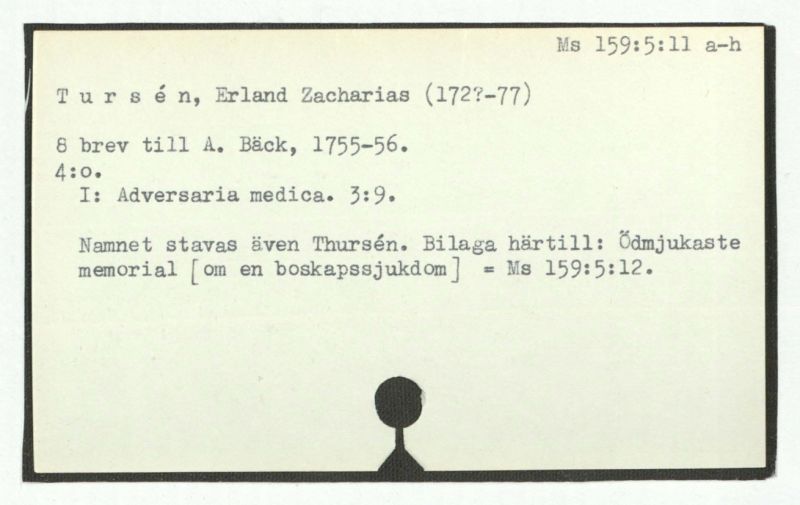 Ms 159:5:11 a-h
T u r s é n, Erland Zacharias (172?-77)
8 brev till A. Bäck, 1755-56.
4:o.
I: Adversaria medica. 3:9.
Namnet stavas även Thursén. Bilaga härtill: Ödmjukaste
memorial [om en boskapssjukdom] = Ms 159:5:12.